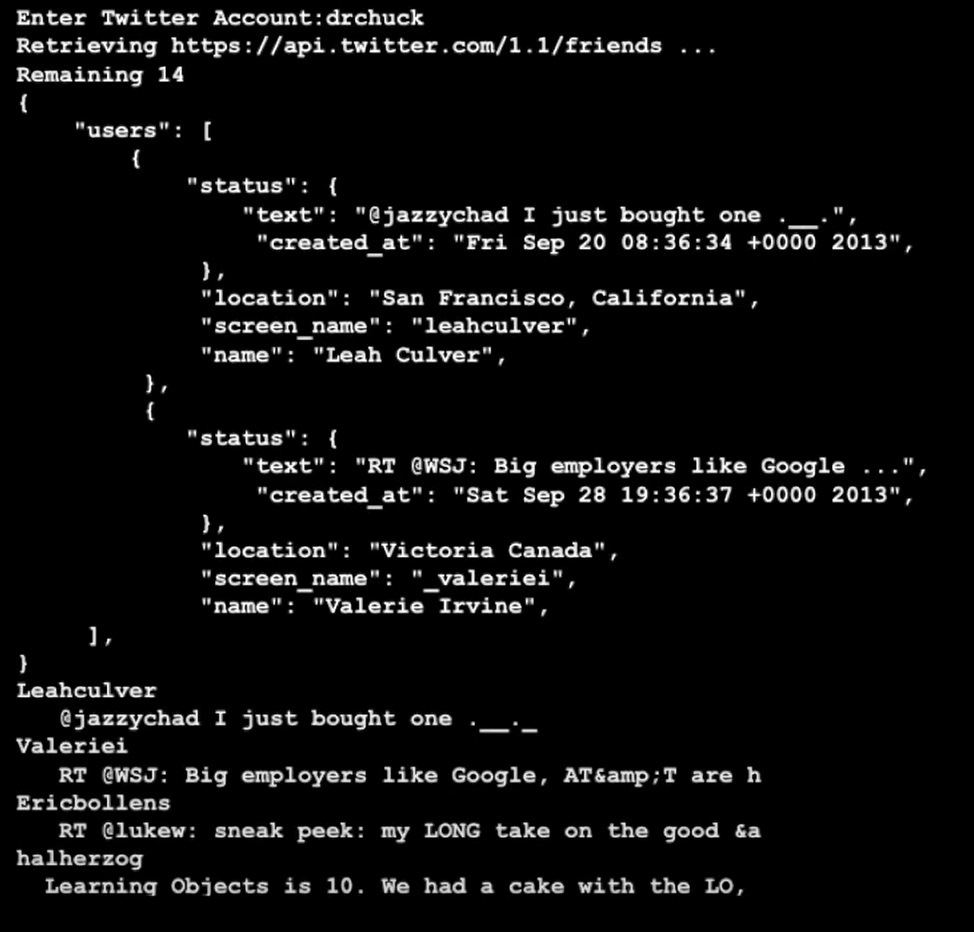 Enter Twitter Account:drchuck
Retrieving https://api.twitter.com/1.1/friends ...
Remaining 14
{
    "users": [
        {
            "status": {
                "text": "@jazzychad I just bought one .__.",
                 "created_at": "Fri Sep 20 08:36:34 +0000 2013",
             },
             "location": "San Francisco, California",
             "screen_name": "leahculver",
             "name": "Leah Culver",
         },
         {
            "status": {
                "text": "RT @WSJ: Big employers like Google ...",
                 "created_at": "Sat Sep 28 19:36:37 +0000 2013",
             },
             "location": "Victoria Canada",
             "screen_name": "_valeriei",
             "name": "Valerie Irvine",
     ],
}
Leahculver
   @jazzychad I just bought one .__._
Valeriei
   RT @WSJ: Big employers like Google, AT&amp;T are h
Ericbollens
   RT @lukew: sneak peek: my LONG take on the good &a
halherzog
  Learning Objects is 10. We had a cake with the LO,